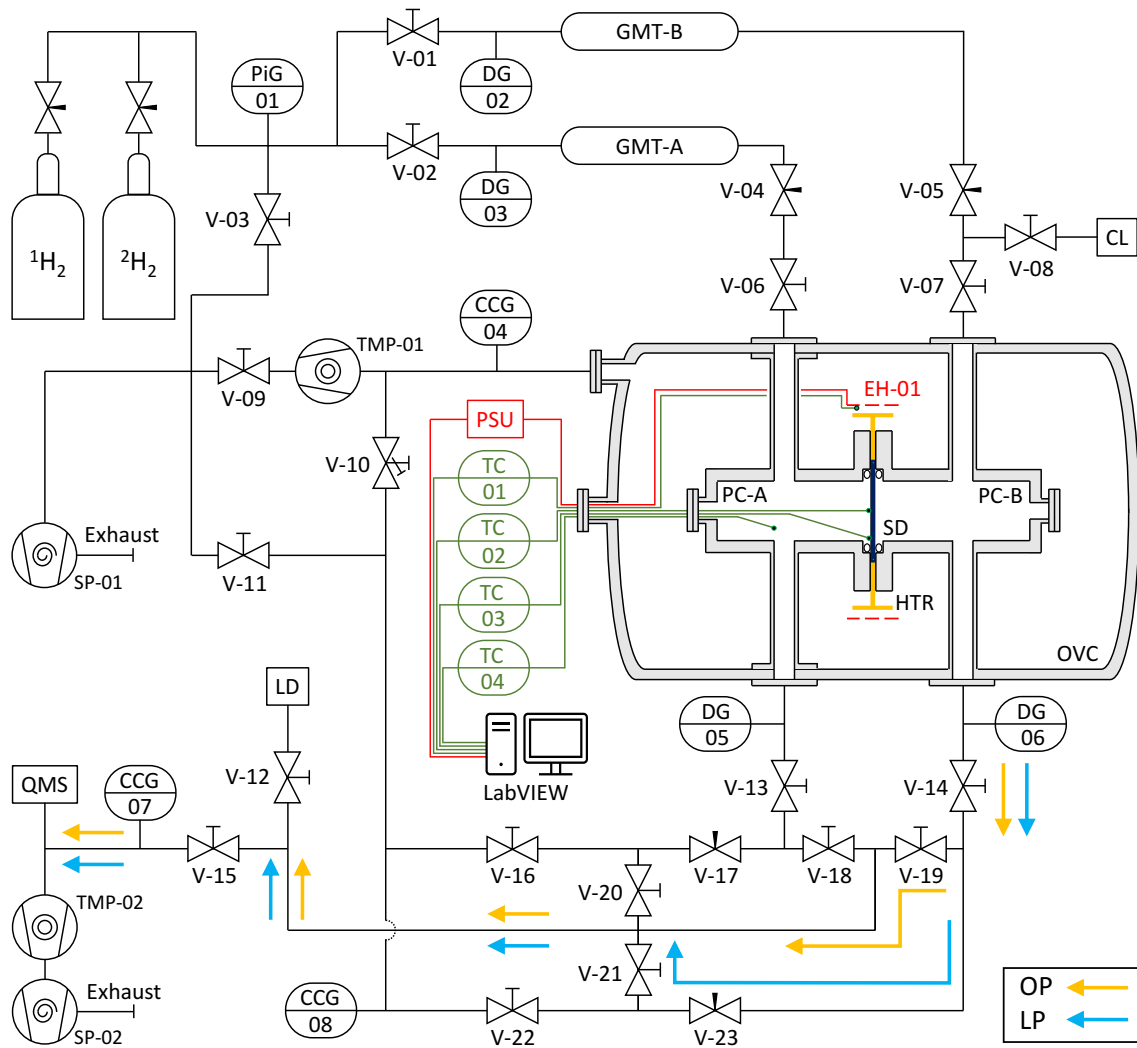 V-01
DG
02
GMT-B
PiG
01
V-02
DG
03
GMT-A
V-03
V-04
V-05
¹H₂
²H₂
V-08
CL
V-06
V-07
CCG
04
TMP-01
V-09
EH-01
PSU
V-10
TC
01
PC-A
PC-B
SD
TC
02
Exhaust
SP-01
V-11
TC
03
HTR
TC
04
OVC
LD
DG
05
DG
06
V-12
LabVIEW
V-13
V-14
QMS
CCG
07
V-15
V-16
V-17
V-18
V-19
V-20
TMP-02
V-21
Exhaust
SP-02
CCG
08
V-22
V-23
OP
LP